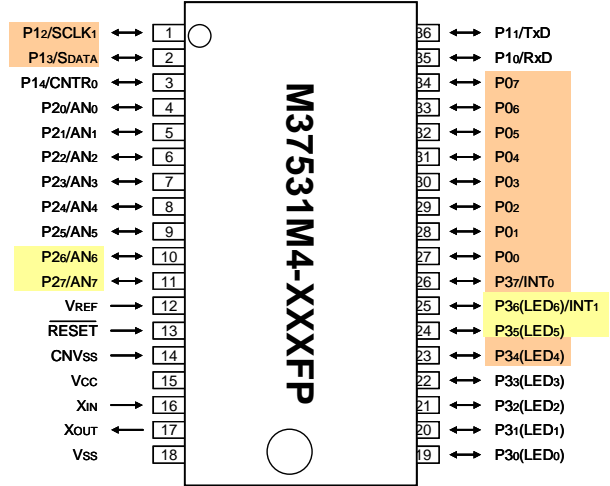 P12/SCLK1 1 36 P11/TxD
P13/SDATA 2 35 P10/RxD
P14/CNTR0 3 34 P07
P20/AN0 4 33 P06
P21/AN1 5 32 P05
P22/AN2 6 31 P04
P23/AN3 7 30 P03
P24/AN4 8 29 P02
P25/AN5 9 28 P01
P26/AN6 10 27 P00
P27/AN7 11 26 P37/INT0
VREF 12 25 P36(LED6)/INT1
RESET 13 24 P35(LED5)
CNVSS 14 23 P34(LED4)
VCC 15 22 P33(LED3)
XIN 16 21 P32(LED2)
XOUT 17 20 P31(LED1)
VSS 18 19 P30(LED0)
M37531M4-XXXFP